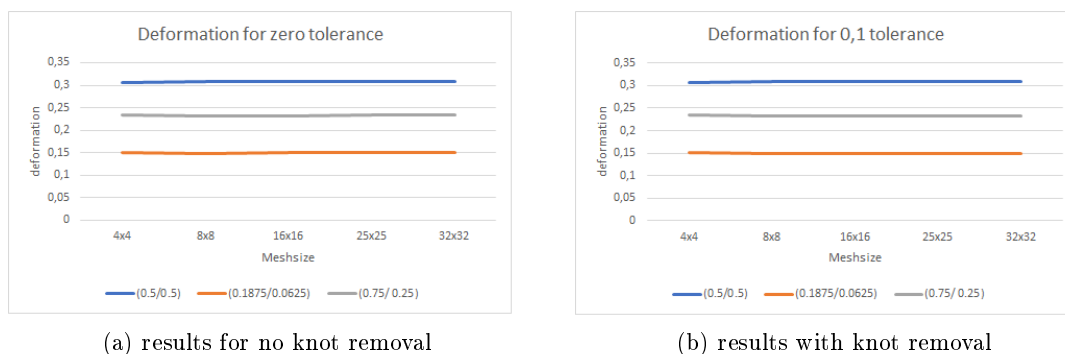 Deformation for zero tolerance
0,35
0,3
0,25
0,2
0,15
0,1
0,05
0
deformation
4x4 8x8 16x16 25x25 32x32
Meshsize
(0.5/0.5) (0.1875/0.0625) (0.75/ 0.25)
(a) results for no knot removal
Deformation for 0,1 tolerance
0,35
0,3
0,25
0,2
0,15
0,1
0,05
0
deformation
4x4 8x8 16x16 25x25 32x32
Meshsize
(0.5/0.5) (0.1875/0.0625) (0.75/ 0.25)
(b) results with knot removal